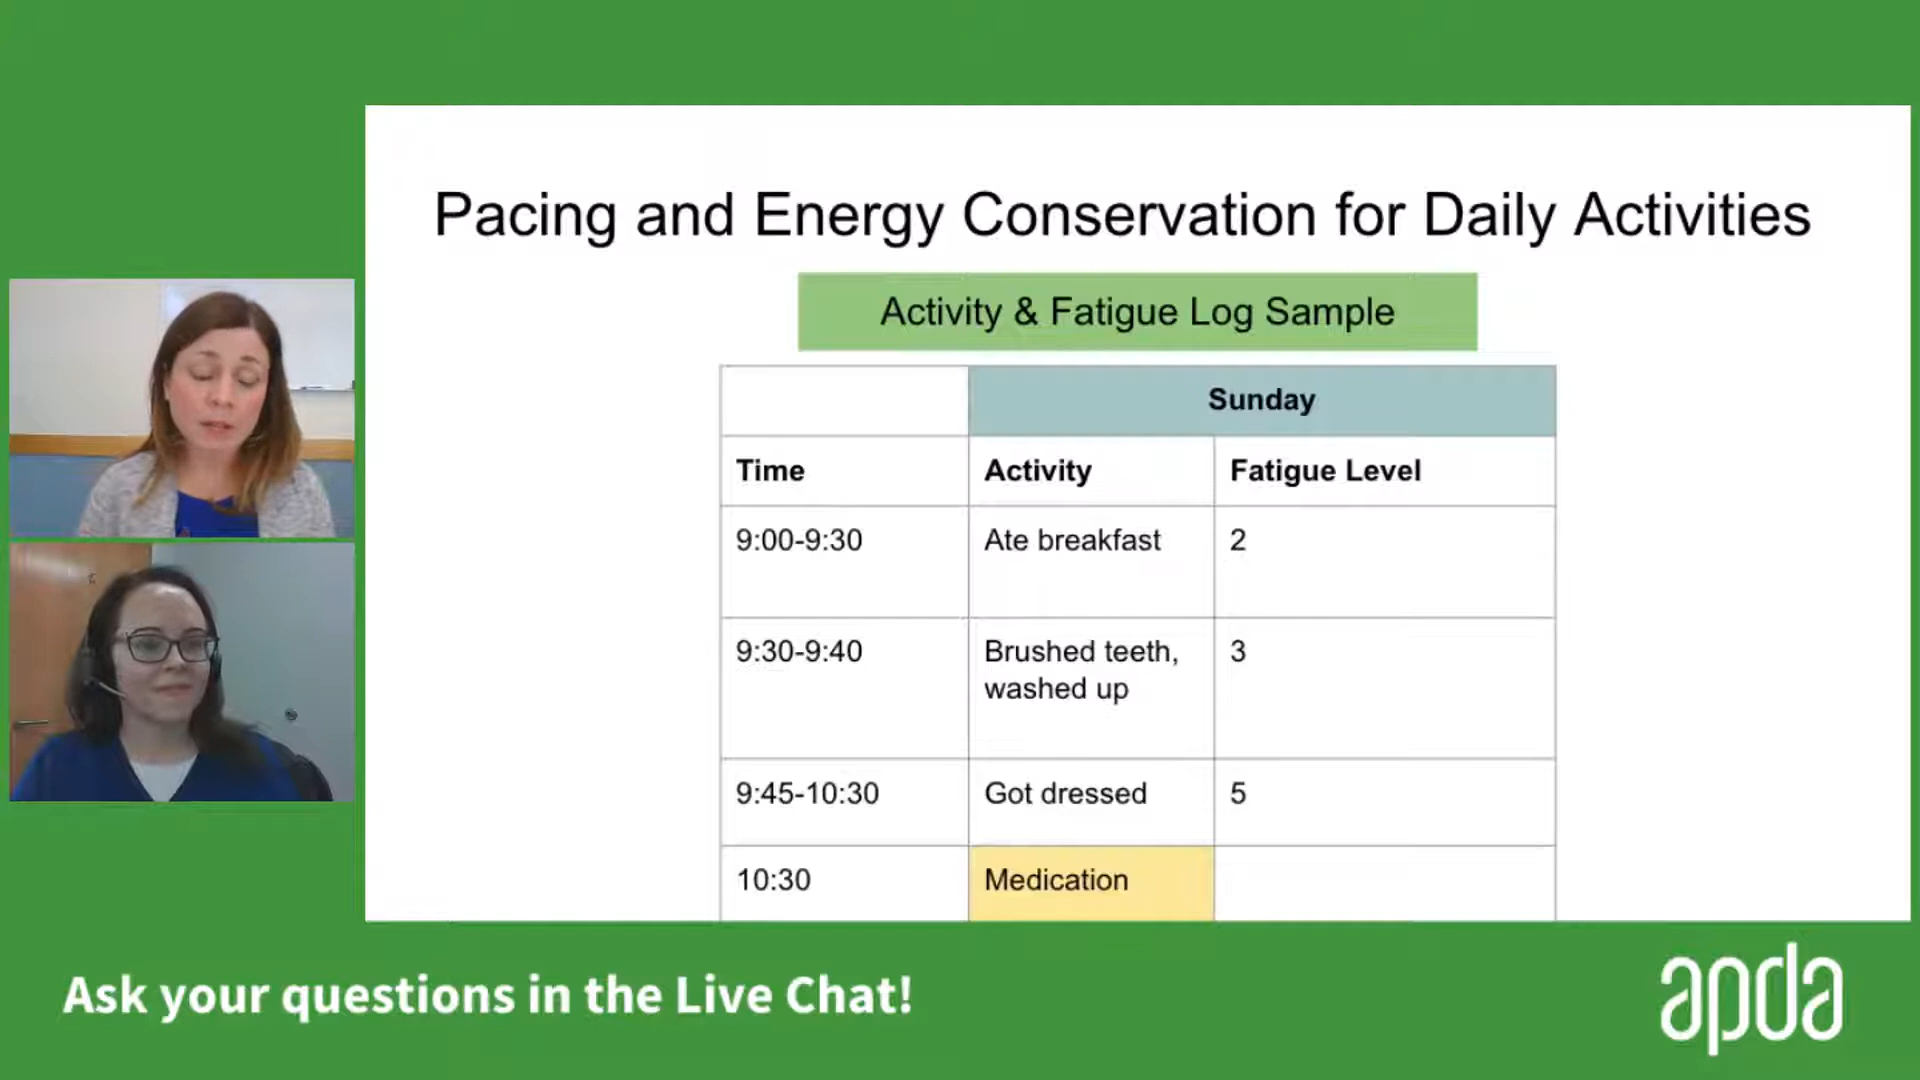 Pacing and Energy Conservation for Daily Activities
Activity & Fatigue Log Sample
Sunday
Time Activity Fatigue Level
9:00-9:30 Ate breakfast 2
9:30-9:40 Brushed teeth, 3
washed up
9:45-10:30 Got dressed 5
10:30 Medication
Ask your questions in the Live Chat!
apda